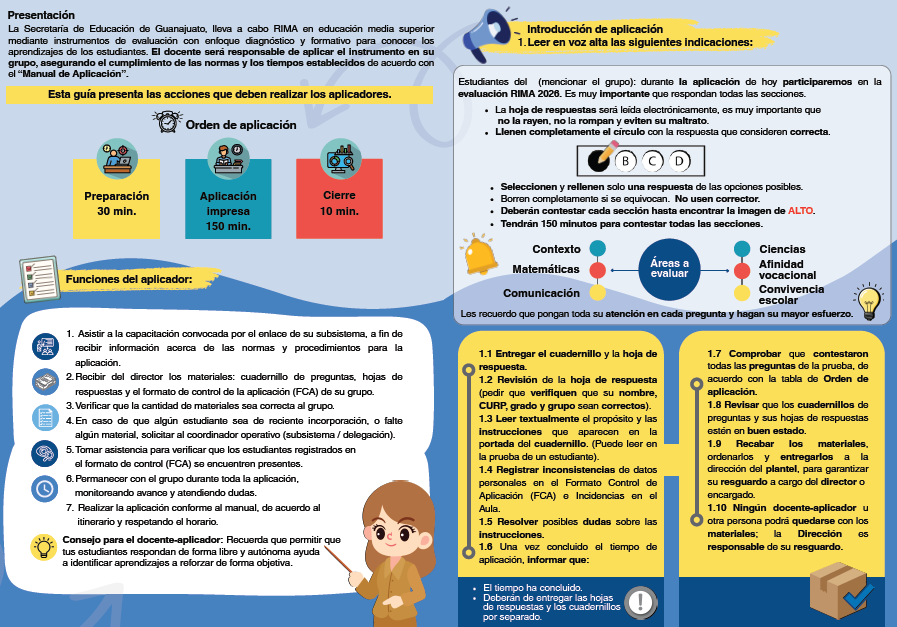 Presentación
La Secretaría de Educación de Guanajuato, lleva a cabo RIMA en educación media superior
mediante instrumentos de evaluación con enfoque diagnóstico y formativo para conocer los
aprendizajes de los estudiantes. El docente será responsable de aplicar el instrumento en su
grupo, asegurando el cumplimiento de las normas y los tiempos establecidos de acuerdo con
el “Manual de Aplicación”.
Esta guía presenta las acciones que deben realizar los aplicadores.
Orden de aplicación
Preparación
30 min.
Aplicación
impresa
150 min.
Cierre
10 min.
Funciones del aplicador:
1. Asistir a la capacitación convocada por el enlace de su subsistema, a fin de
recibir información acerca de las normas y procedimientos para la
aplicación.
2. Recibir del director los materiales: cuadernillo de preguntas, hojas de
respuestas y el formato de control de la aplicación (FCA) de su grupo.
3. Verificar que la cantidad de materiales sea correcta al grupo.
4. En caso de que algún estudiante sea de reciente incorporación, o falte
algún material, solicitar al coordinador operativo (subsistema / delegación).
5. Tomar asistencia para verificar que los estudiantes registrados en
el formato de control (FCA) se encuentren presentes.
6. Permanecer con el grupo durante toda la aplicación,
monitoreando avance y atendiendo dudas.
7. Realizar la aplicación conforme al manual, de acuerdo al
itinerario y respetando el horario.
Consejo para el docente-aplicador: Recuerda que permitir que
tus estudiantes respondan de forma libre y autónoma ayuda
a identificar aprendizajes a reforzar de forma objetiva.
Introducción de aplicación
1. Leer en voz alta las siguientes indicaciones:
Estudiantes del (mencionar el grupo): durante la aplicación de hoy participaremos en la
evaluación RIMA 2026. Es muy importante que respondan todas las secciones.
• La hoja de respuestas será leída electrónicamente, es muy importante que
no la rayen, no la rompan y eviten su maltrato.
• Llenen completamente el círculo con la respuesta que consideren correcta.
B C D
• Seleccionen y rellenen solo una respuesta de las opciones posibles.
• Borren completamente si se equivocan. No usen corrector.
• Deberán contestar cada sección hasta encontrar la imagen de ALTO.
• Tendrán 150 minutos para contestar todas las secciones.
Contexto
Matemáticas
Comunicación
Áreas a
evaluar
Ciencias
Afinidad
vocacional
Convivencia
escolar
Les recuerdo que pongan toda su atención en cada pregunta y hagan su mayor esfuerzo.
1.1 Entregar el cuadernillo y la hoja de
respuesta.
1.2 Revisión de la hoja de respuesta
(pedir que verifiquen que su nombre,
CURP, grado y grupo sean correctos).
1.3 Leer textualmente el propósito y las
instrucciones que aparecen en la
portada del cuadernillo. (Puede leer en
la prueba de un estudiante).
1.4 Registrar inconsistencias de datos
personales en el Formato Control de
Aplicación (FCA) e Incidencias en el
Aula.
1.5 Resolver posibles dudas sobre las
instrucciones.
1.6 Una vez concluido el tiempo de
aplicación, informar que:
• El tiempo ha concluido.
• Deberán de entregar las hojas
de respuestas y los cuadernillos
por separado.
1.7 Comprobar que contestaron
todas las preguntas de la prueba, de
acuerdo con la tabla de Orden de
aplicación.
1.8 Revisar que los cuadernillos de
preguntas y sus hojas de respuestas
estén en buen estado.
1.9 Recabar los materiales,
ordenarlos y entregarlos a la
dirección del plantel, para garantizar
su resguardo a cargo del director o
encargado.
1.10 Ningún docente-aplicador u
otra persona podrá quedarse con los
materiales; la Dirección es
responsable de su resguardo.